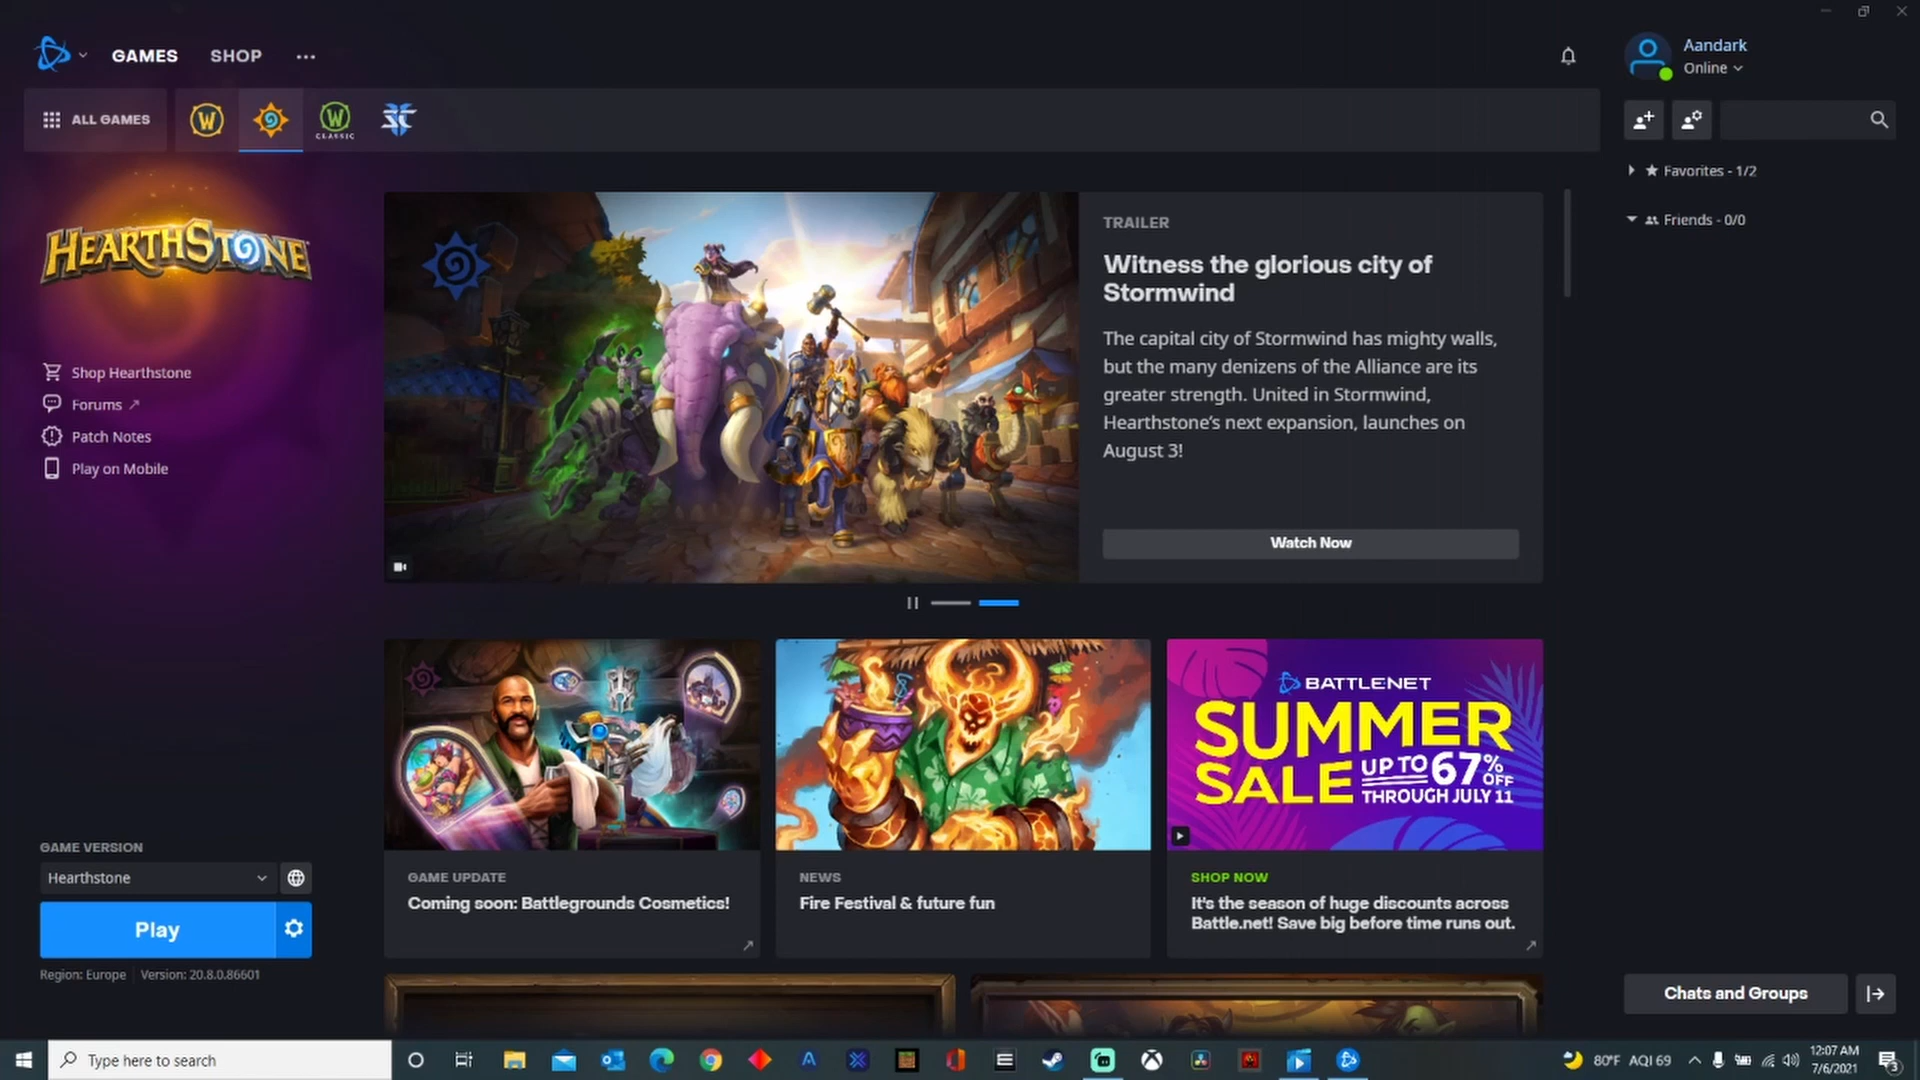 GAMES
SHOP
Aandark
Online
ALL GAMES
W
W
CLASSIC
Favorites - 1/2
Friends - 0/0
HEARTHSTONE
Shop Hearthstone
Forums
Patch Notes
Play on Mobile
TRAILER
Witness the glorious city of
Stormwind
The capital city of Stormwind has mighty walls,
but the many denizens of the Alliance are its
greater strength. United in Stormwind,
Hearthstone's next expansion, launches on
August 3!
Watch Now
BATTLENET
SUMMER
SALE UP TO 67% OFF
THROUGH JULY 11
GAME UPDATE
Coming soon: Battlegrounds Cosmetics!
NEWS
Fire Festival & future fun
SHOP NOW
It's the season of huge discounts across
Battle.net! Save big before time runs out.
GAME VERSION
Hearthstone
Play
Region: Europe
Version: 20.8.0.86601
Chats and Groups
Type here to search
80°F AQI 69
12:07 AM
7/6/2021
3